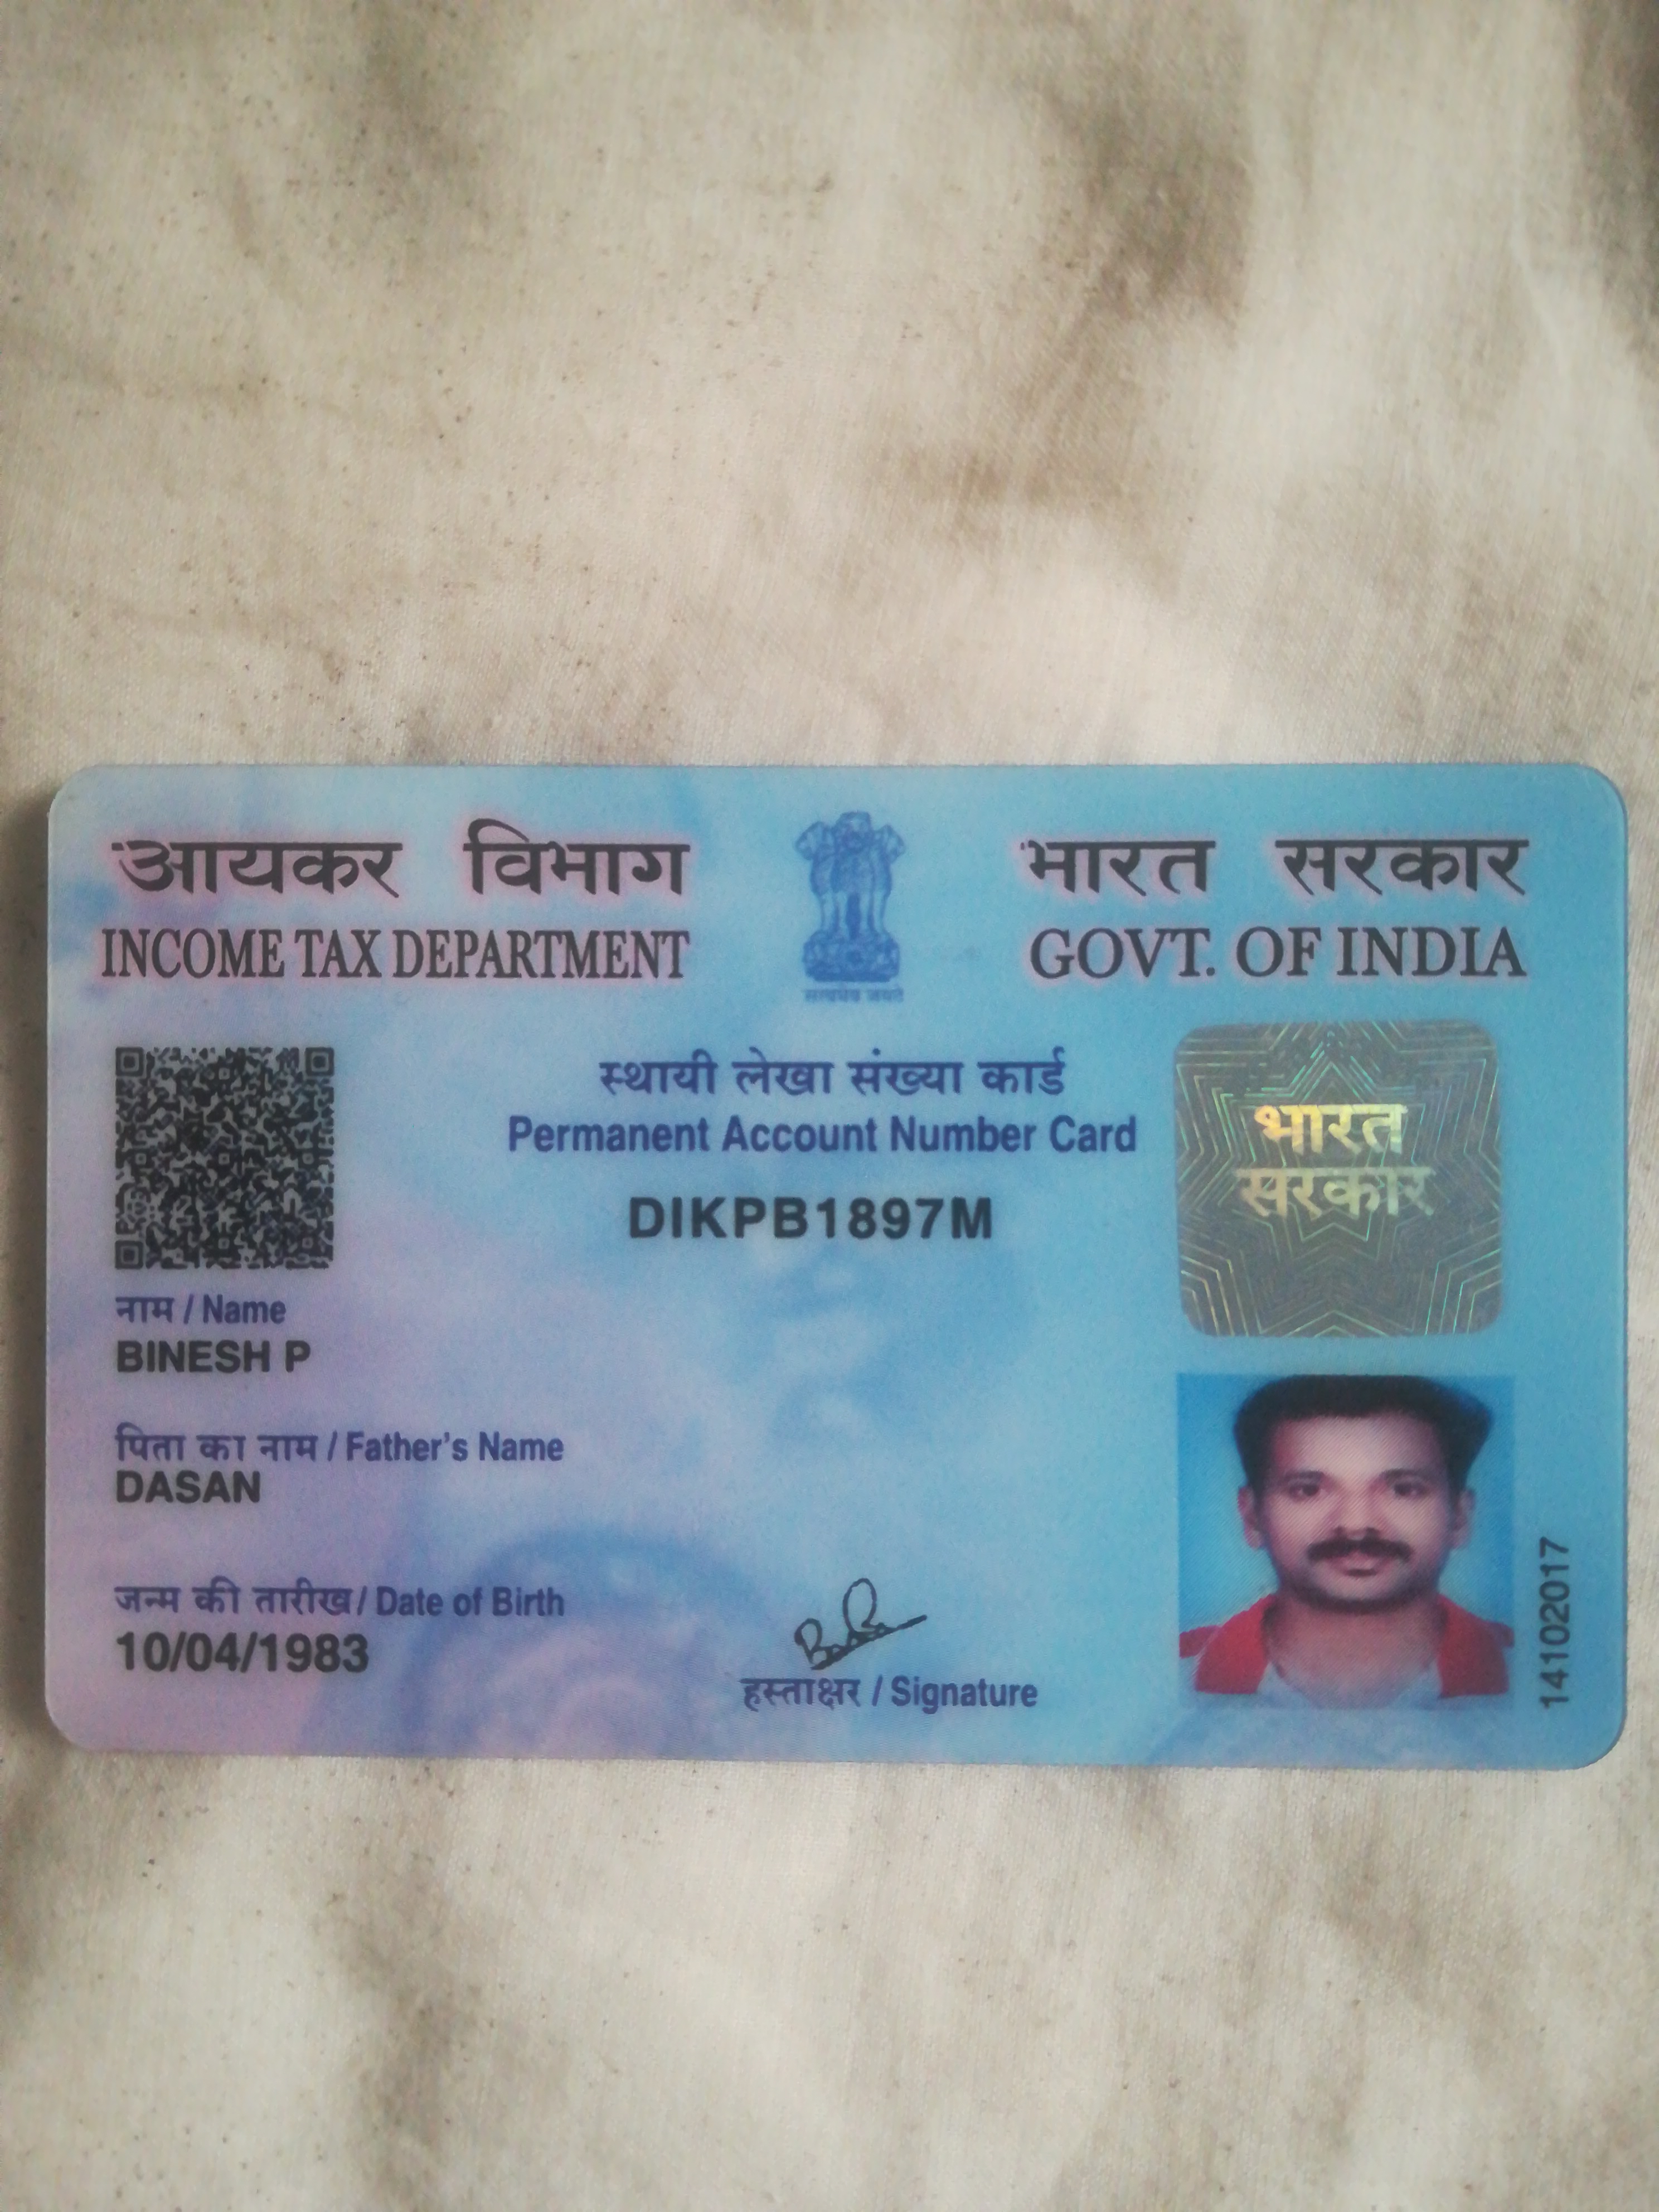 आयकर विभाग
INCOME TAX DEPARTMENT
सत्यमेव जयते
भारत सरकार
GOVT. OF INDIA
स्थायी लेखा संख्या कार्ड
Permanent Account Number Card
DIKPB1897M
भारत
सरकार
नाम / Name
BINESH P
पिता का नाम / Father's Name
DASAN
जन्म की तारीख / Date of Birth
10/04/1983
हस्ताक्षर / Signature
14102017